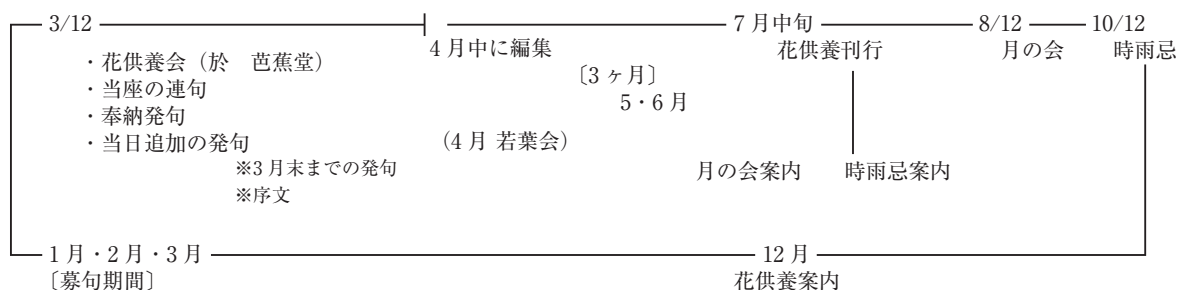 3/12
・花供養会（於　芭蕉堂）
・当座の連句
・奉納発句
・当日追加の発句
※3 月末までの発句
※序文
4 月中に編集
〔3 ヶ月〕
5・6 月
（4 月 若葉会）
7 月中旬
花供養刊行
月の会案内　時雨忌案内
8/12
月の会
10/12
時雨忌
1 月・2 月・3 月
〔募句期間〕
12 月
花供養案内